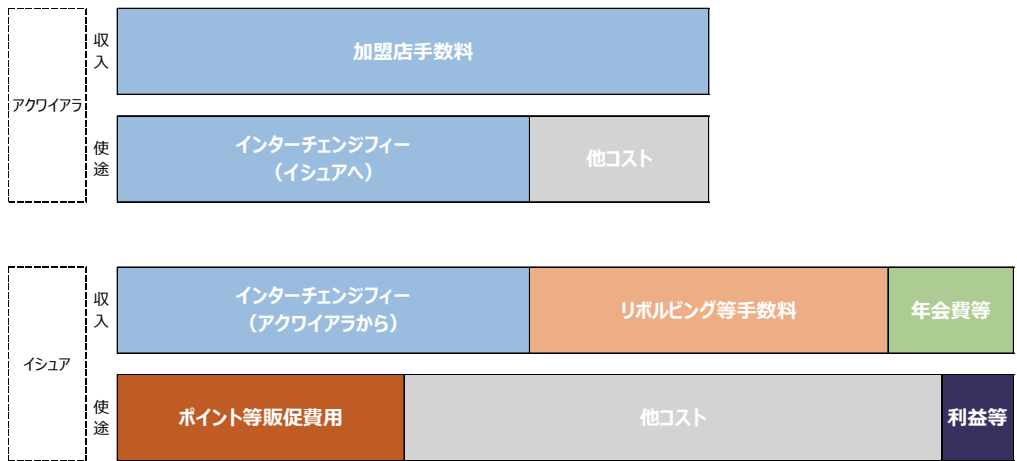 アクワイアラ
収入
加盟店手数料
使途
インターチェンジフィー
（イシュアへ）
他コスト
イシュア
収入
インターチェンジフィー
（アクワイアラから）
リボルビング等手数料
年会費等
使途
ポイント等販促費用
他コスト
利益等